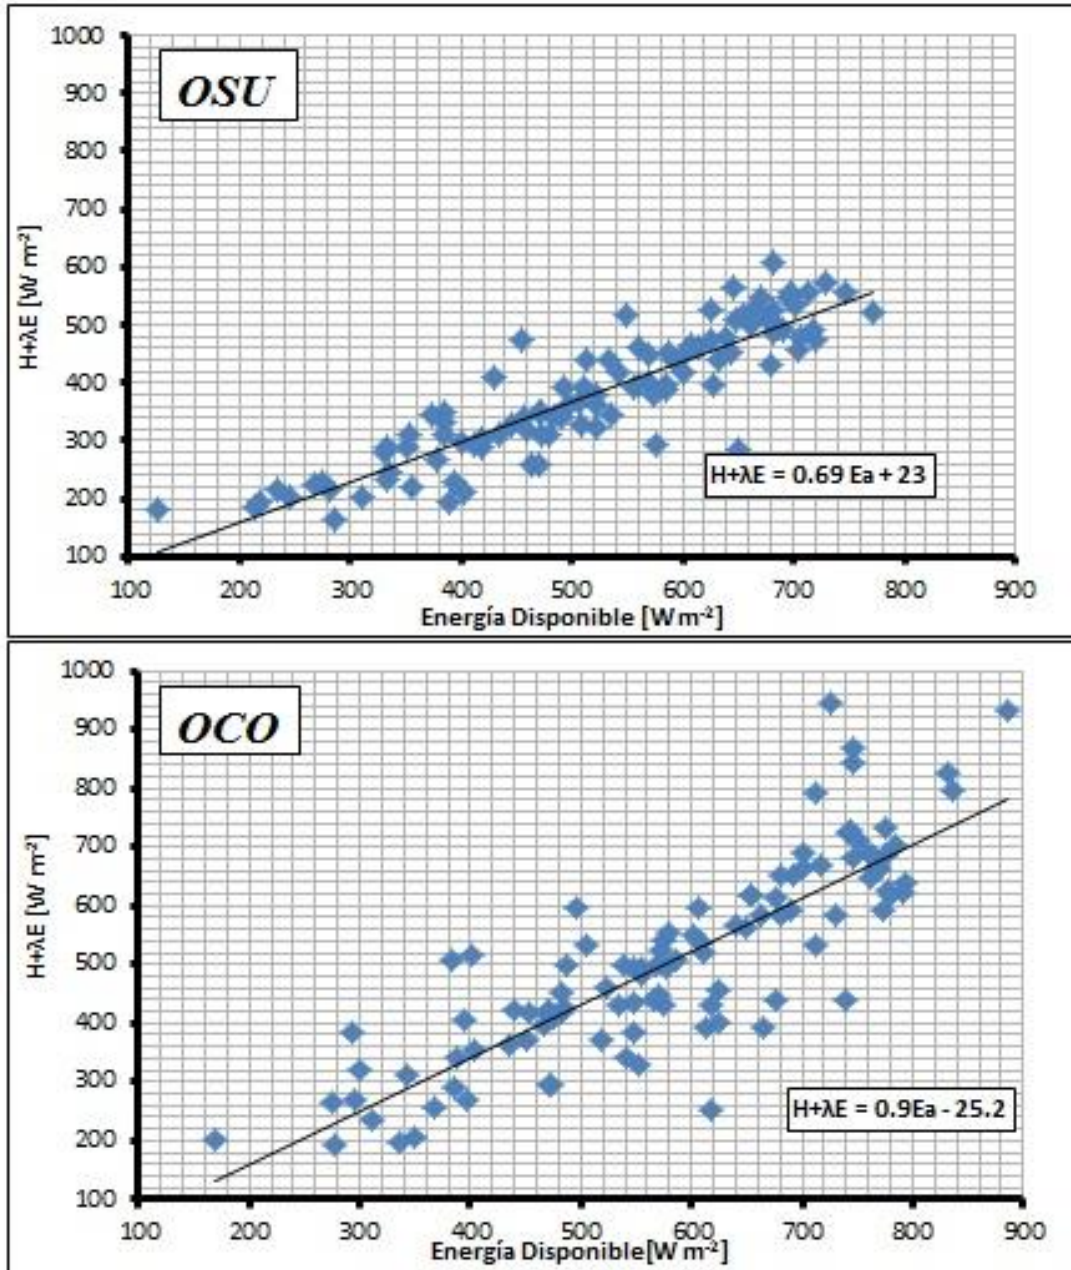 1000
OSU
900
800
700
600
500
400
300
200
100
H+λE [W m⁻²]
H+λE = 0.69 Ea + 23
100 200 300 400 500 600 700 800 900
Energía Disponible [W m⁻²]
1000
OCO
900
800
700
600
500
400
300
200
100
H+λE [W m⁻²]
H+λE = 0.9Ea - 25.2
100 200 300 400 500 600 700 800 900
Energía Disponible[W m⁻²]